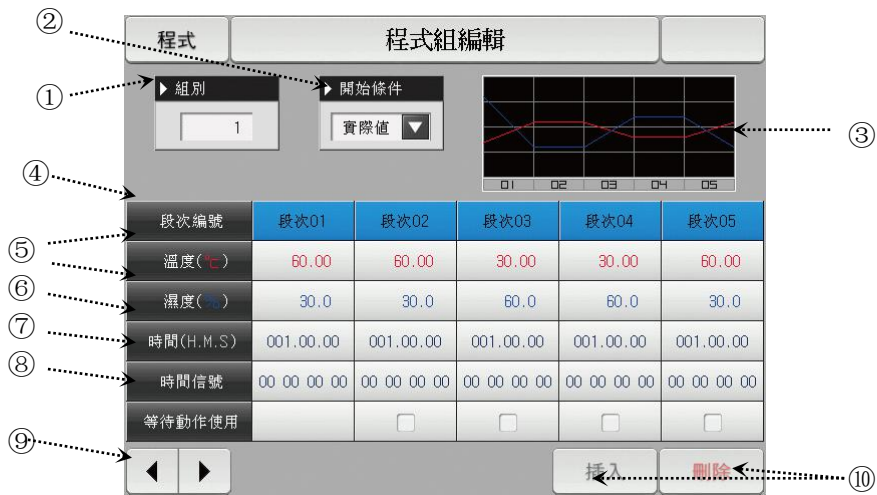 ②
程式 程式組編輯
① ▶ 組別 ▶ 開始條件
1 實際值 ▼ ③
01 02 03 04 05
④
段次編號 段次01 段次02 段次03 段次04 段次05
⑤
溫度(℃) 60.00 60.00 30.00 30.00 60.00
⑥
濕度(%) 30.0 30.0 60.0 60.0 30.0
⑦
時間(H.M.S) 001.00.00 001.00.00 001.00.00 001.00.00 001.00.00
⑧
時間信號 00 00 00 00 00 00 00 00 00 00 00 00 00 00 00 00 00 00 00 00
等待動作使用
⑨
◀ ▶ 插入 刪除 ⑩